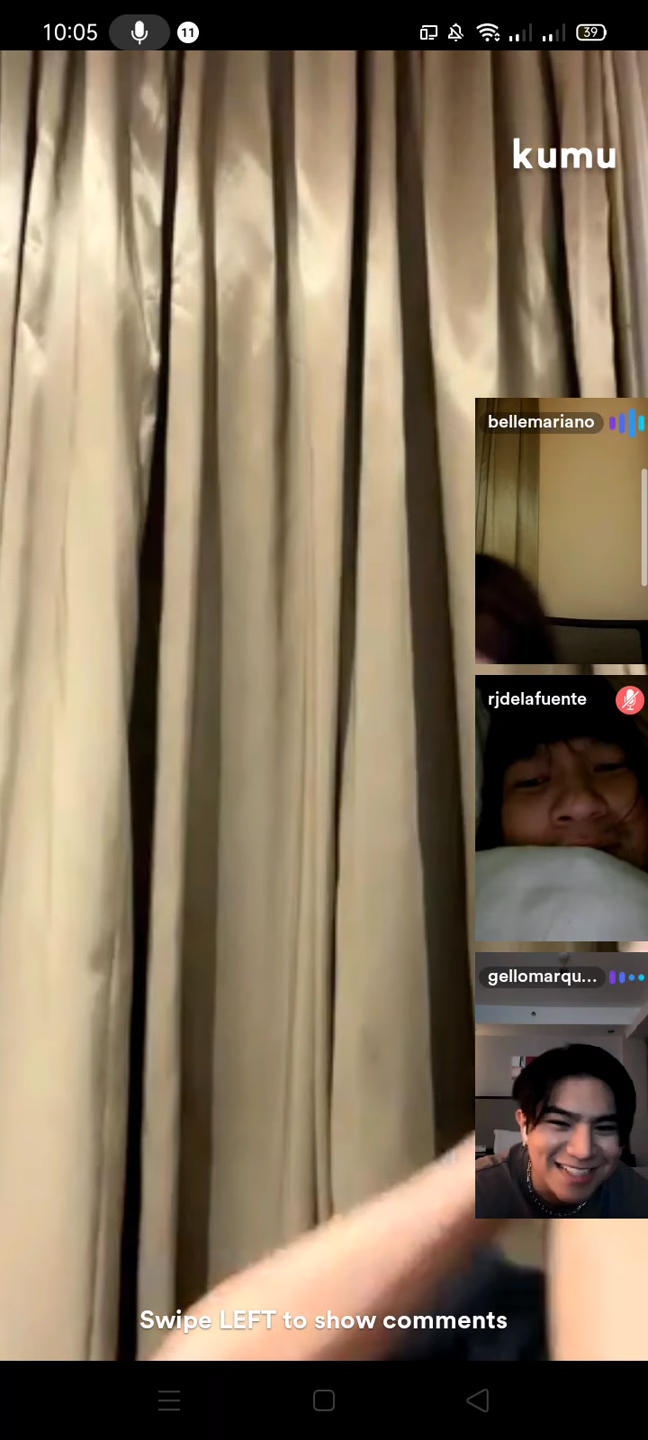 10:05
11
39
kumu
bellemariano
rjdelafuente
gellomarqu...
Swipe LEFT to show comments